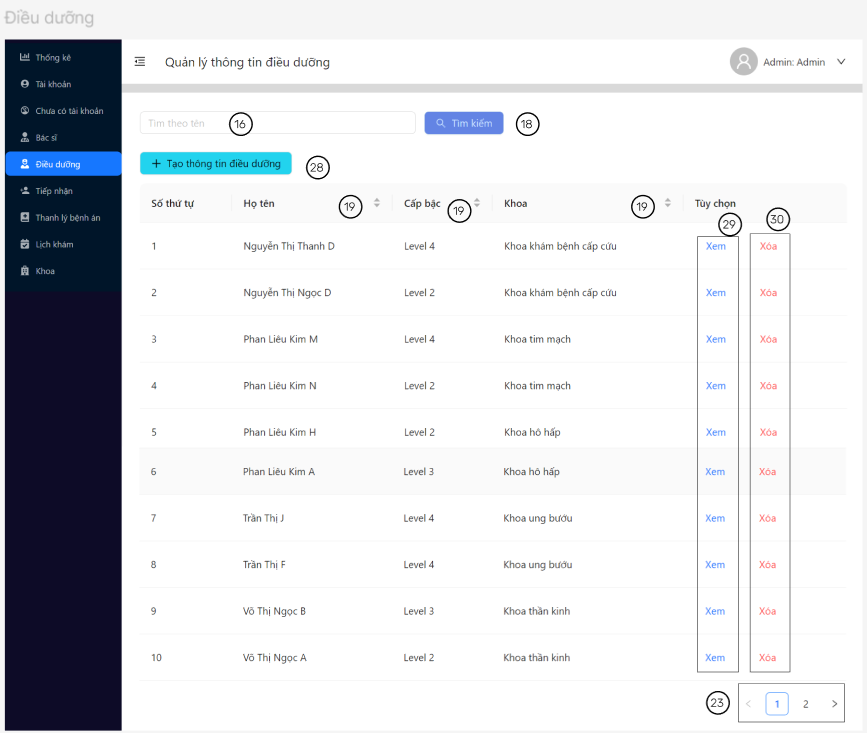 Điều dưỡng
Thống kê
Tài khoản
Chưa có tài khoản
Bác sĩ
Điều dưỡng
Tiếp nhận
Thanh lý bệnh án
Lịch khám
Khoa
Quản lý thông tin điều dưỡng
Admin: Admin
Tìm theo tên 16 Tìm kiếm 18
+ Tạo thông tin điều dưỡng 28
Số thứ tự Họ tên 19 Cấp bậc 19 Khoa 19 Tùy chọn
29 30
1 Nguyễn Thị Thanh D Level 4 Khoa khám bệnh cấp cứu Xem Xóa
2 Nguyễn Thị Ngọc D Level 2 Khoa khám bệnh cấp cứu Xem Xóa
3 Phan Liêu Kim M Level 4 Khoa tim mạch Xem Xóa
4 Phan Liêu Kim N Level 2 Khoa tim mạch Xem Xóa
5 Phan Liêu Kim H Level 2 Khoa hô hấp Xem Xóa
6 Phan Liêu Kim A Level 3 Khoa hô hấp Xem Xóa
7 Trần Thị J Level 4 Khoa ung bướu Xem Xóa
8 Trần Thị F Level 4 Khoa ung bướu Xem Xóa
9 Võ Thị Ngọc B Level 3 Khoa thần kinh Xem Xóa
10 Võ Thị Ngọc A Level 2 Khoa thần kinh Xem Xóa
23 < 1 2 >